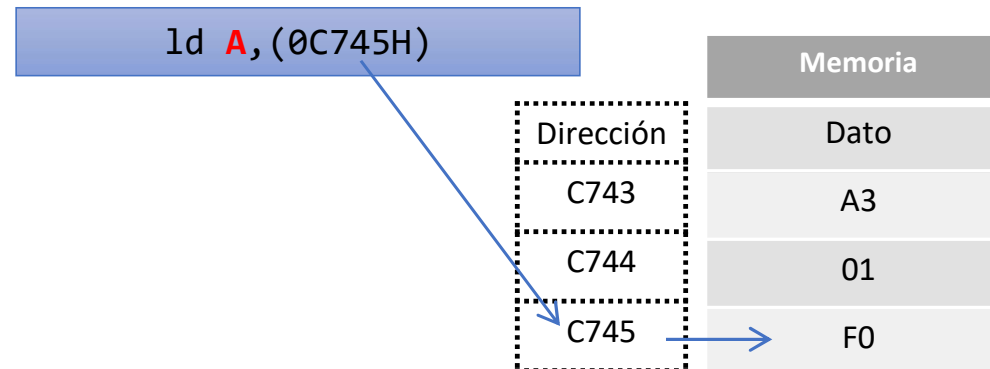 ld A,(0C745H)
Memoria
Dirección Dato
C743 A3
C744 01
C745 F0